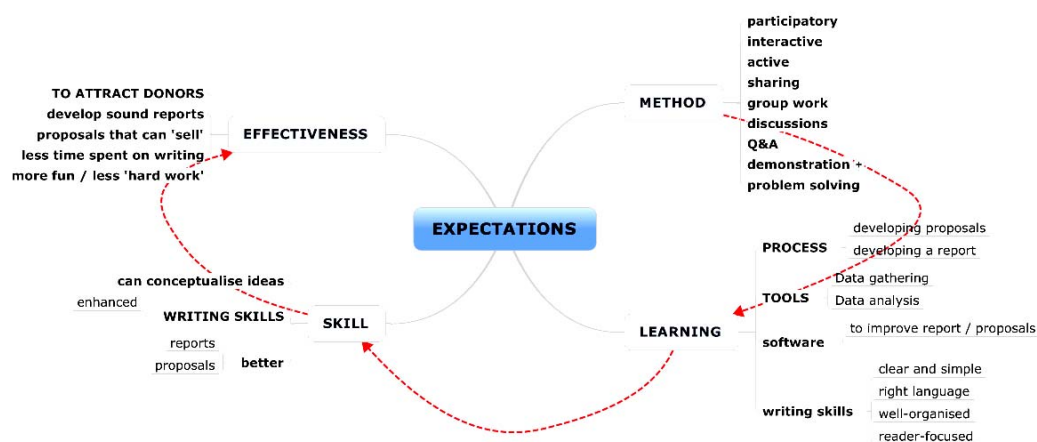 EXPECTATIONS
METHOD
participatory
interactive
active
sharing
group work
discussions
Q&A
demonstration +
problem solving
LEARNING
PROCESS
developing proposals
developing a report
TOOLS
Data gathering
Data analysis
software
to improve report / proposals
writing skills
clear and simple
right language
well-organised
reader-focused
SKILL
can conceptualise ideas
WRITING SKILLS
enhanced
better
reports
proposals
EFFECTIVENESS
TO ATTRACT DONORS
develop sound reports
proposals that can 'sell'
less time spent on writing
more fun / less 'hard work'